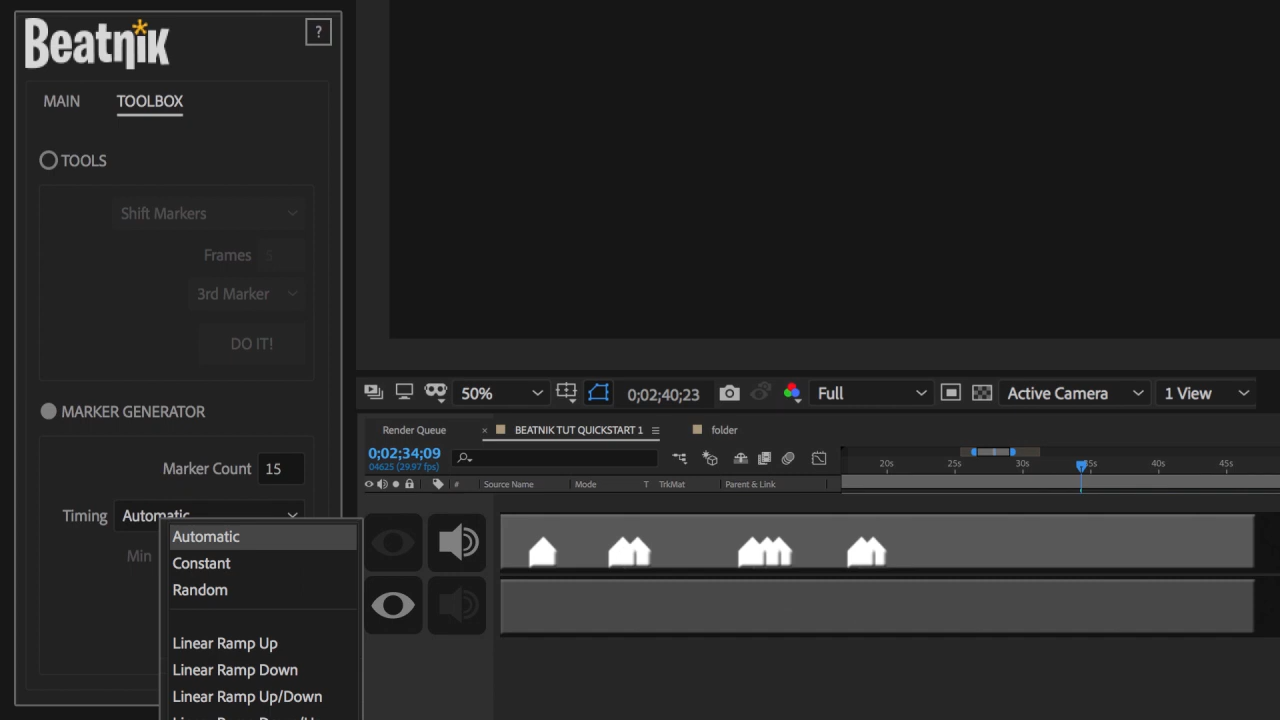 Beatnik
?
MAIN
TOOLBOX
TOOLS
Shift Markers
Frames 5
3rd Marker
DO IT!
MARKER GENERATOR
Marker Count 15
Timing Automatic
Min
Automatic
Constant
Random
Linear Ramp Up
Linear Ramp Down
Linear Ramp Up/Down
50%
0;02;40;23
Full
Active Camera
1 View
Render Queue
× BEATNIK TUT QUICKSTART 1
folder
0;02;34;09
04625 (29.97 fps)
20s 25s 30s 35s 40s 45s
# Source Name Mode T TrkMat Parent & Link